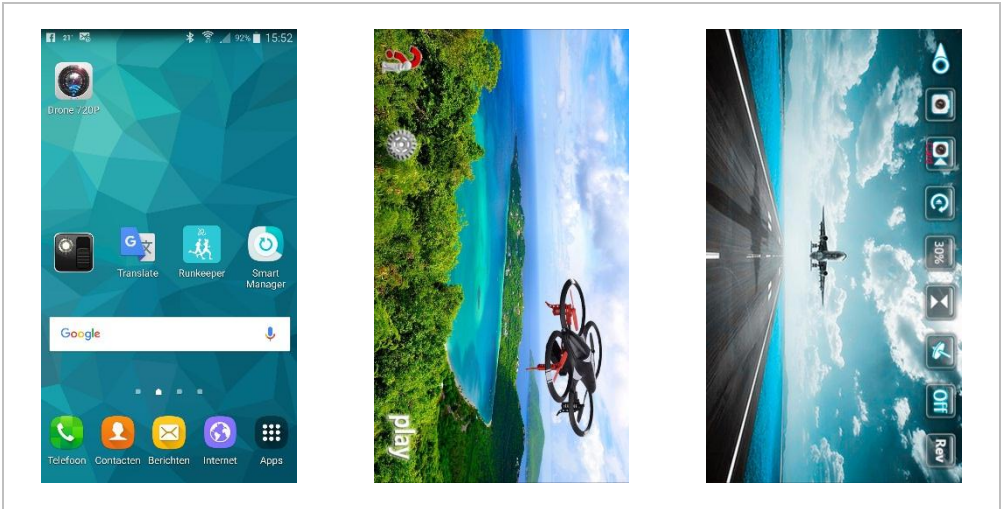 21° 92% 15:52
Drone 720P
Translate Runkeeper Smart Manager
Google
Telefoon Contacten Berichten Internet Apps
play
30%
Off
Rev